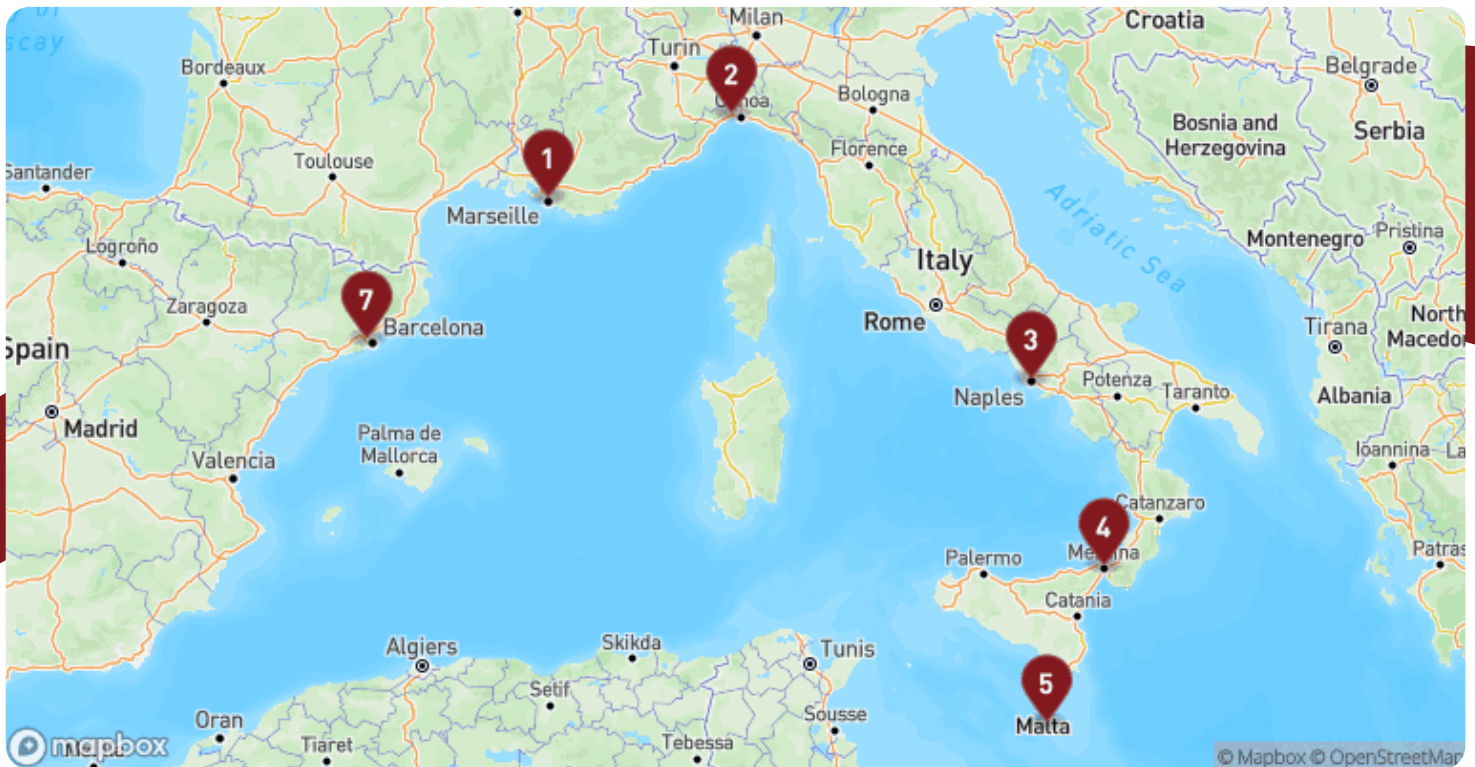 Milan
Croatia
scay
Turin
2
Bordeaux
Belgrade
Bologna
Bosnia and
Herzegovina
Serbia
1
Florence
Toulouse
Santander
Marseille
Adriatic Sea
Logroño
Montenegro
Pristina
Italy
7
Zaragoza
Barcelona
Rome
3
Tirana
North
Macedo
Spain
Naples
Potenza
Taranto
Albania
Madrid
Palma de
Mallorca
Valencia
Ioannina
La
4
Catanzaro
Palermo
Patras
Catania
Algiers
Skikda
Tunis
5
Setif
Malta
Oran
Sousse
Tiaret
Tebessa
mapbox
© Mapbox © OpenStreetMap